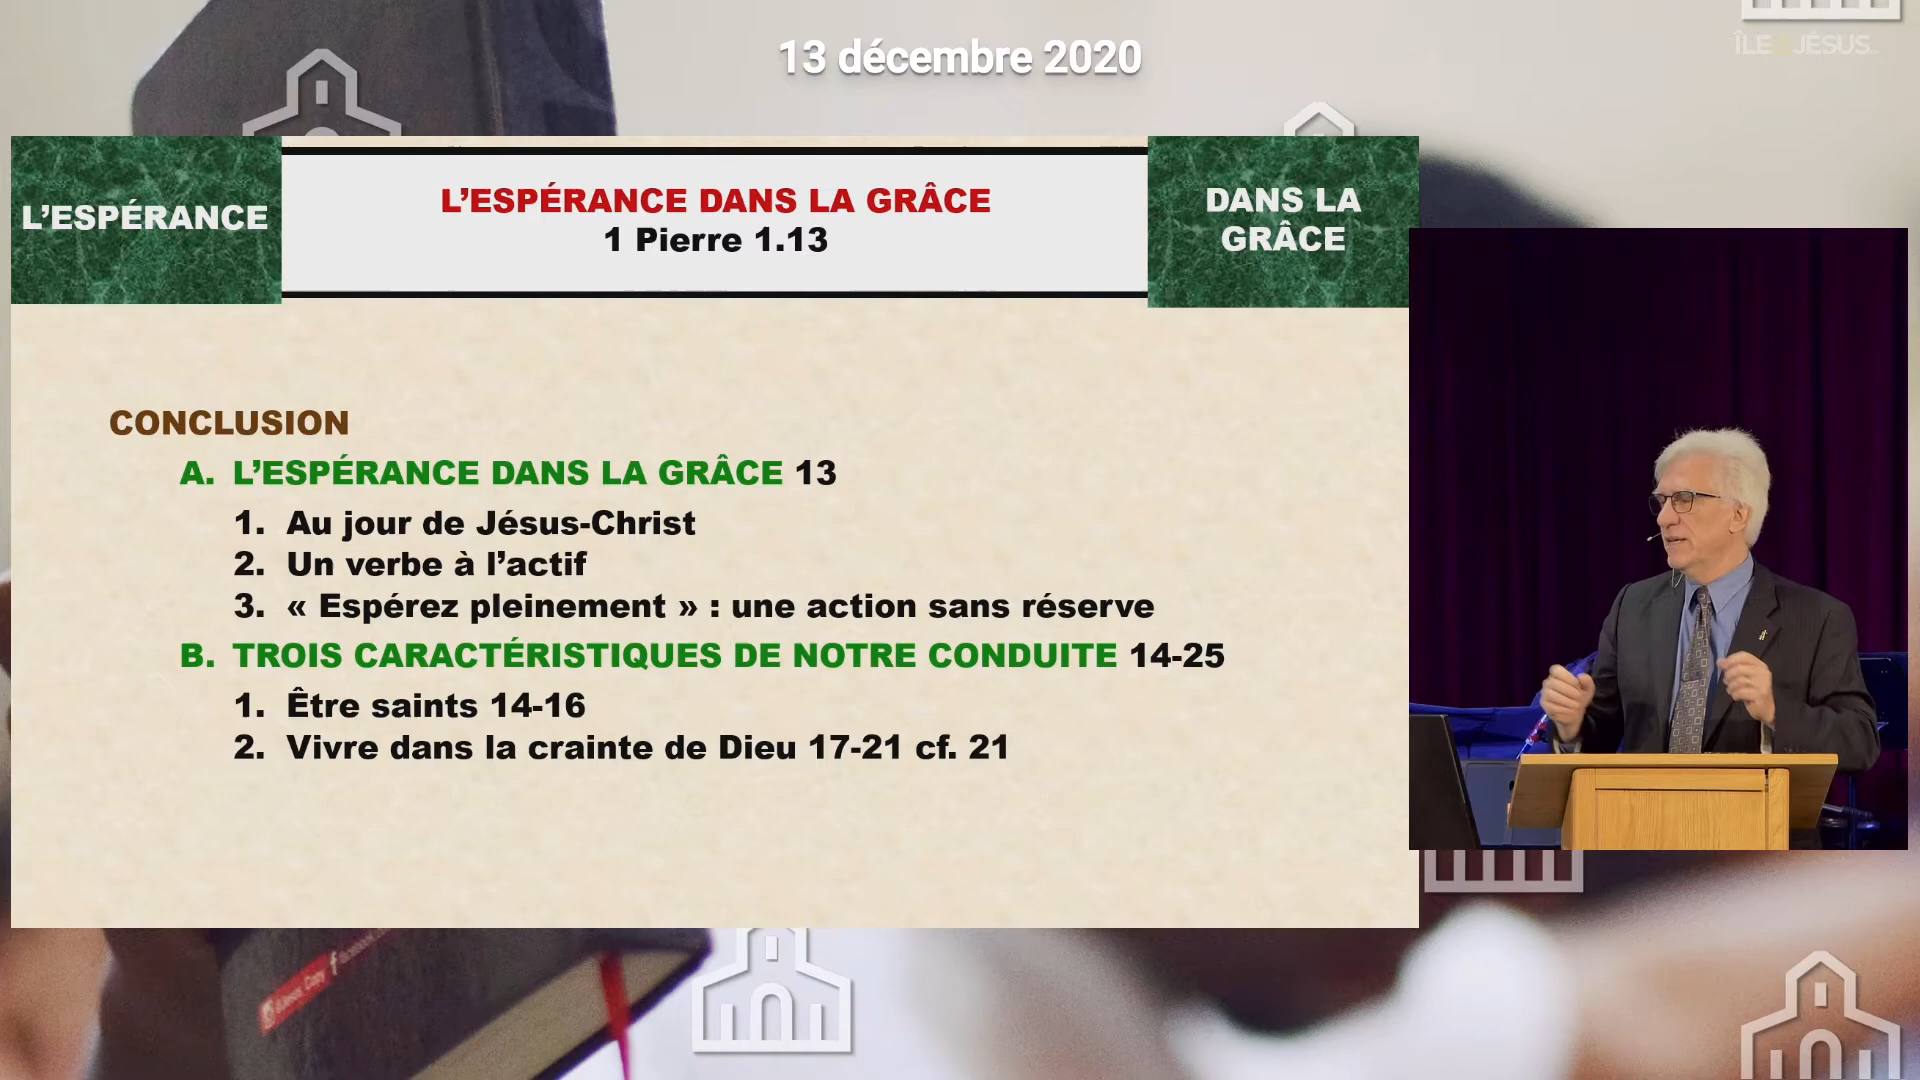 13 décembre 2020
L'ESPÉRANCE
L'ESPÉRANCE DANS LA GRÂCE
1 Pierre 1.13
DANS LA
GRÂCE
CONCLUSION
A. L'ESPÉRANCE DANS LA GRÂCE 13
1. Au jour de Jésus-Christ
2. Un verbe à l'actif
3. « Espérez pleinement » : une action sans réserve
B. TROIS CARACTÉRISTIQUES DE NOTRE CONDUITE 14-25
1. Être saints 14-16
2. Vivre dans la crainte de Dieu 17-21 cf. 21